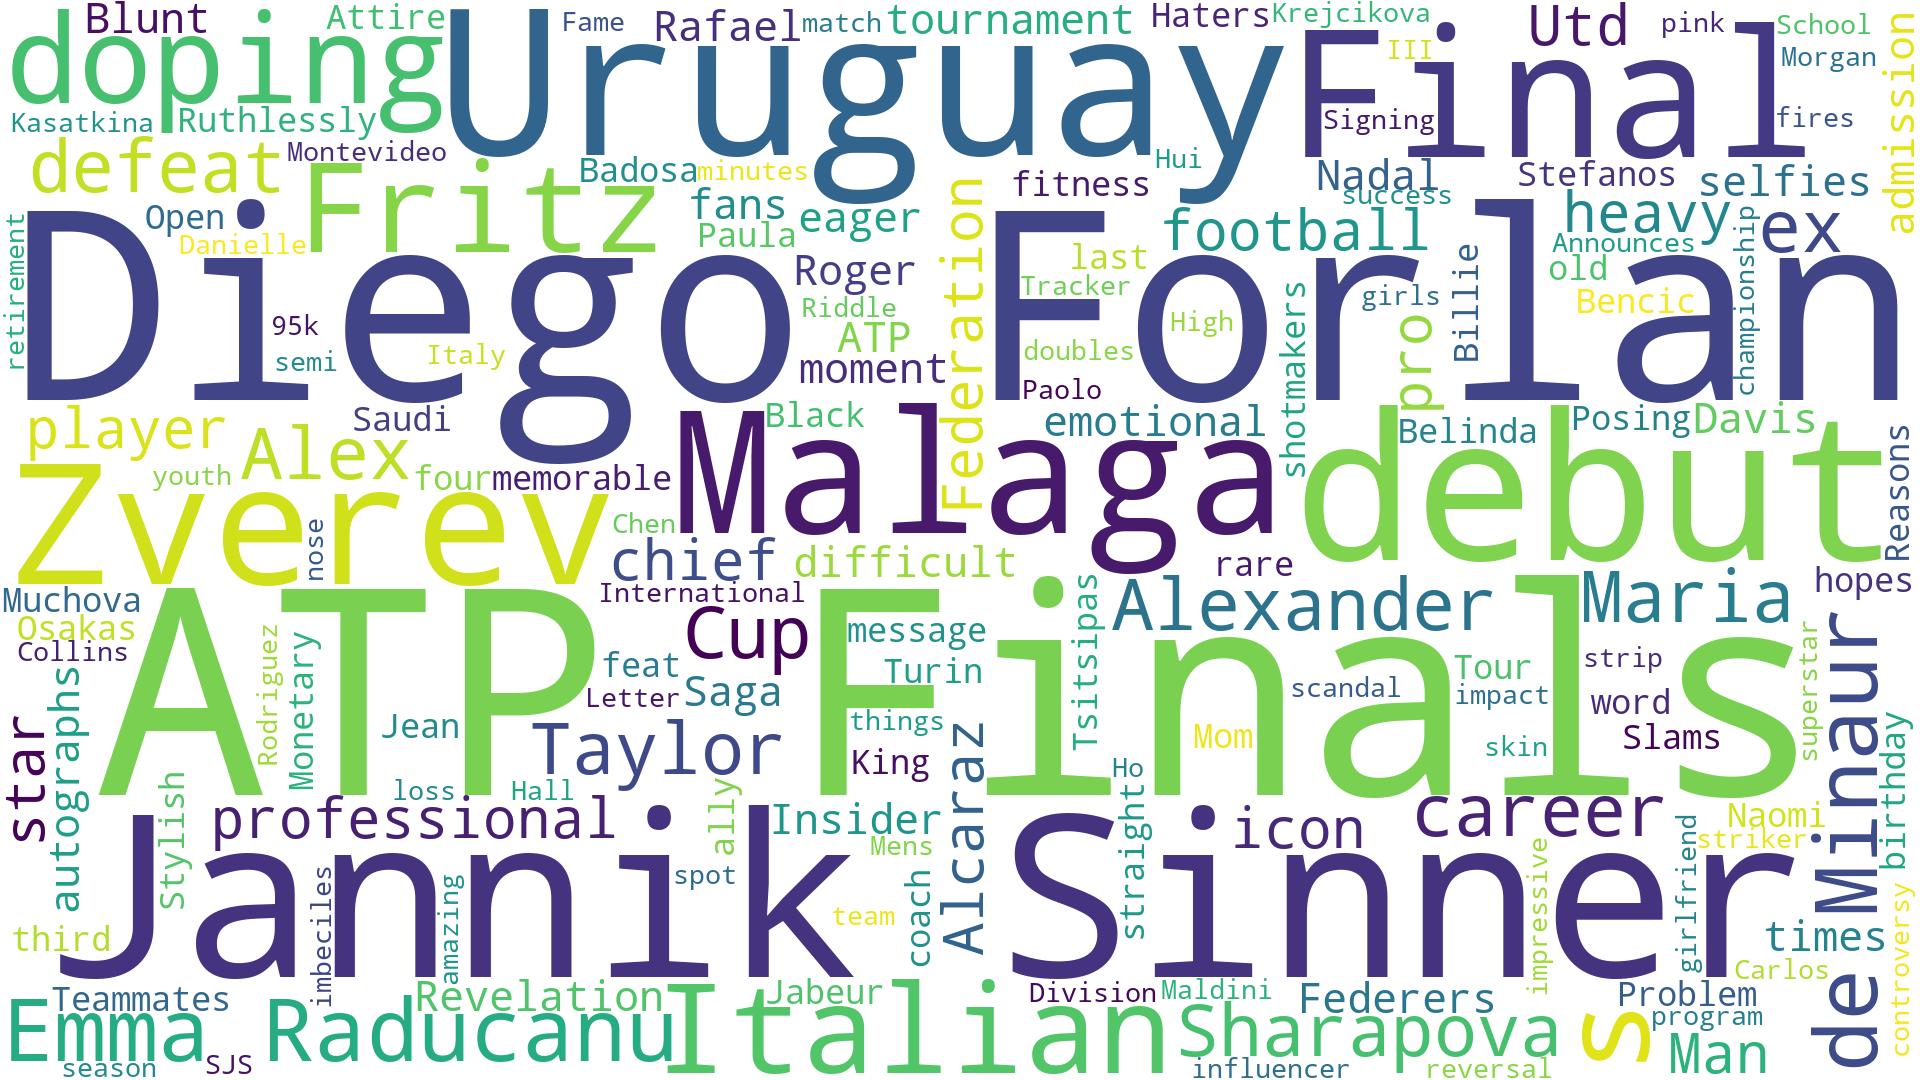 Blunt
Attire
Fame
Rafael
match
tournament
Haters
Krejcikova
Utd
pink
School
doping
Uruguay
Final
III
Morgan
admission
Kasatkina
Ruthlessly
Signing
fires
defeat
Montevideo
Fritz
Badosa
minutes
Hui
fitness
Nadal
success
Stefanos
selfies
Open
Danielle
fans
eager
Paula
Federation
football
heavy
Announces
championship
ex
retirement
Diego Forlan
95k
semi
Italy
Roger
Riddle
ATP
moment
last
Tracker
High
doubles
Paolo
shotmakers
girls
pro
Billie
old
Bencic
player
Saudi
Black
emotional
Belinda
Posing
Davis
youth
Alex
four
memorable
Malaga
debut
Reasons
Zverev
nose
Chen
chief
difficult
rare
hopes
Muchova
International
Alexander
Maria
Osakas
Collins
Rodriguez
Monetary
Cup
message
Tsitsipas
strip
superstar
ATP Finals
feat
Turin
Tour
Letter
Saga
scandal
impact
word
de Minaur
star
autographs
Jean
Taylor
things
Mom
skin
Slams
birthday
King
Alcaraz
Ho
Stylish
loss
Hall
ally
professional
Insider
Mens
straight
icon
career
girlfriend
Naomi
striker
Jannik Sinner
imbeciles
amazing
spot
team
coach
impressive
third
times
controversy
Carlos
Teammates
Revelation
Jabeur
Division
Maldini
Federers
Problem
Emma Raducanu
Italian
Sharapova
s
program
Man
season
SJS
influencer
reversal